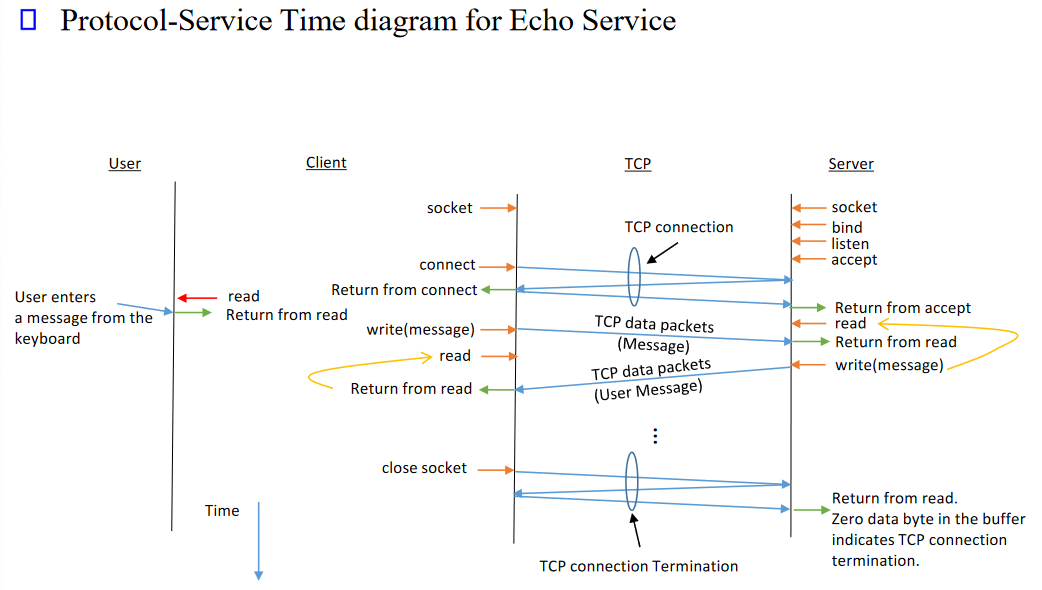 Protocol-Service Time diagram for Echo Service
User
Client
TCP
Server
socket
socket
TCP connection
bind
listen
accept
connect
Return from connect
User enters
a message from the
keyboard
read
Return from read
Return from accept
write(message)
TCP data packets
(Message)
read
Return from read
read
TCP data packets
(User Message)
write(message)
Return from read
⋮
close socket
Time
Return from read.
Zero data byte in the buffer
indicates TCP connection
termination.
TCP connection Termination